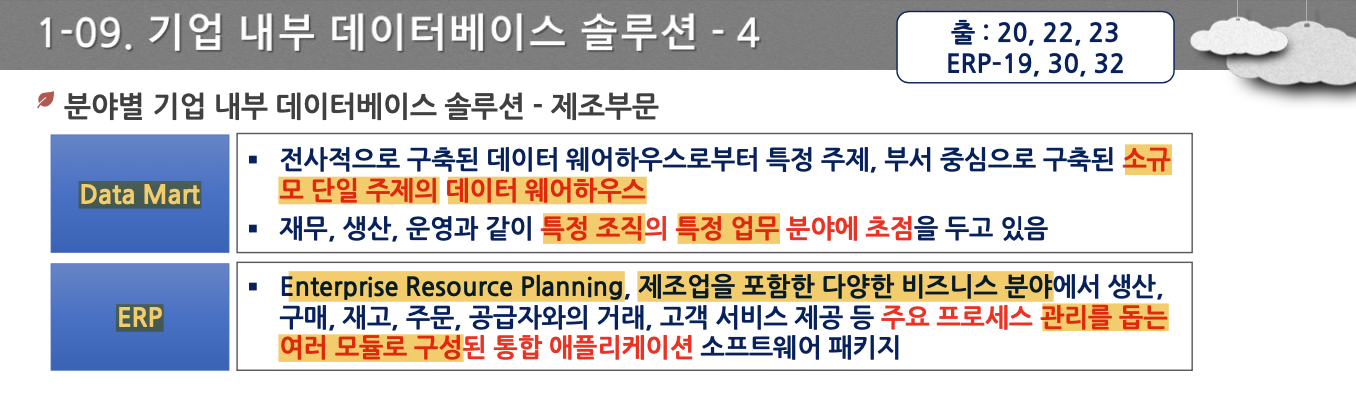 1-09. 기업 내부 데이터베이스 솔루션 - 4
출 : 20, 22, 23
ERP-19, 30, 32
분야별 기업 내부 데이터베이스 솔루션 - 제조부문
Data Mart
▪ 전사적으로 구축된 데이터 웨어하우스로부터 특정 주제, 부서 중심으로 구축된 소규
모 단일 주제의 데이터 웨어하우스
▪ 재무, 생산, 운영과 같이 특정 조직의 특정 업무 분야에 초점을 두고 있음
ERP
▪ Enterprise Resource Planning, 제조업을 포함한 다양한 비즈니스 분야에서 생산,
구매, 재고, 주문, 공급자와의 거래, 고객 서비스 제공 등 주요 프로세스 관리를 돕는
여러 모듈로 구성된 통합 애플리케이션 소프트웨어 패키지